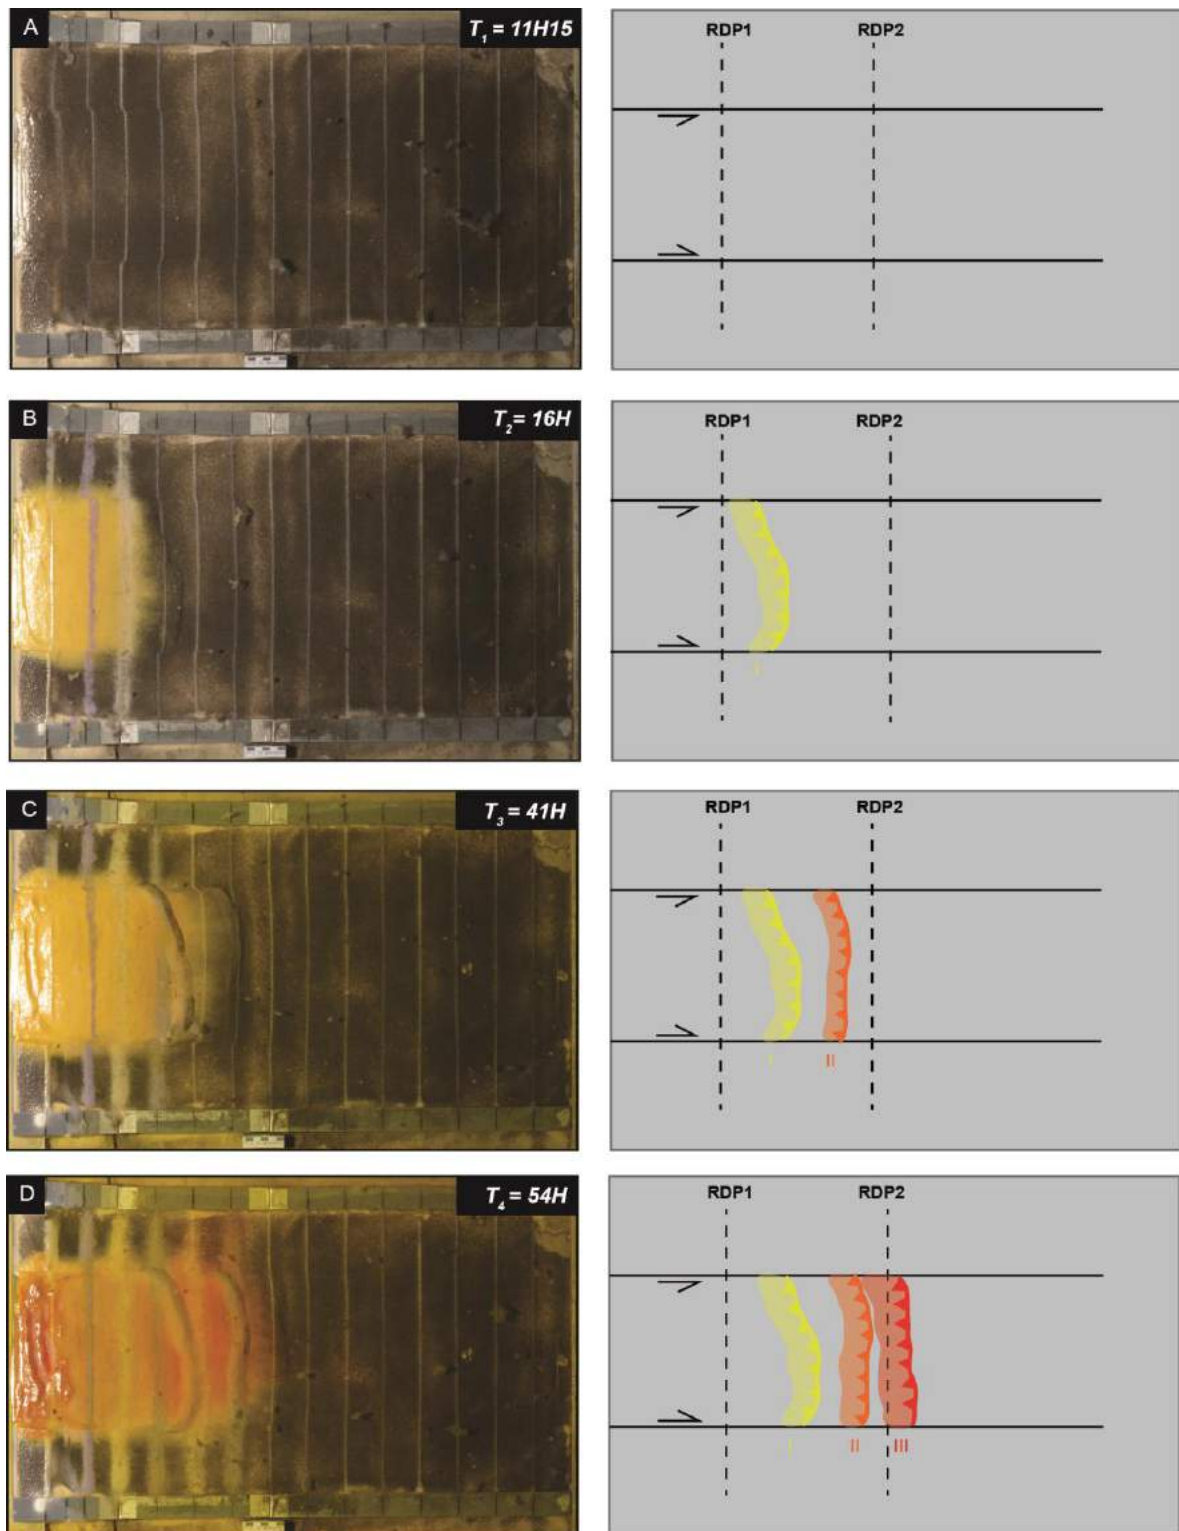 A
T₁ = 11H15
RDP1
RDP2
B
T₂= 16H
RDP1
RDP2
I
C
T₃ = 41H
RDP1
RDP2
I
II
D
T₄ = 54H
RDP1
RDP2
I
II
III